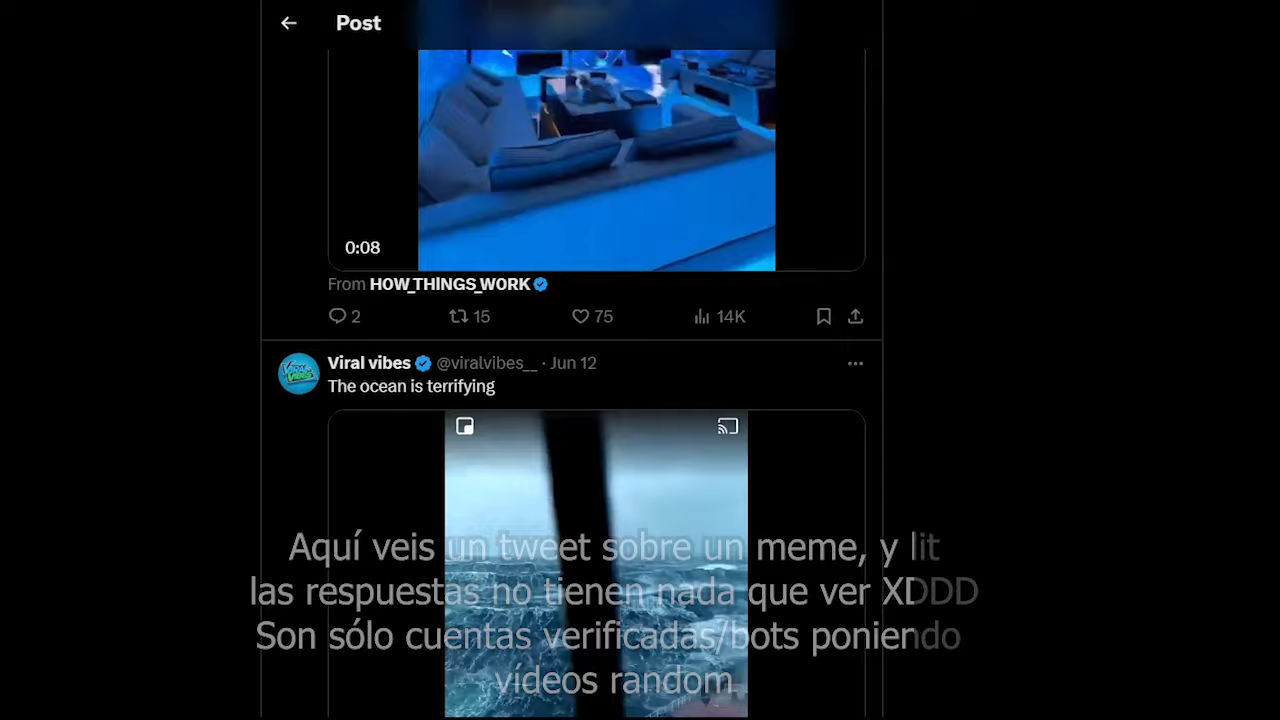 Post
0:08
From HOW_THINGS_WORK
2 15 75 14K
Viral vibes @viralvibes__ · Jun 12
The ocean is terrifying
Aquí veis un tweet sobre un meme, y lit
las respuestas no tienen nada que ver XDDD
Son sólo cuentas verificadas/bots poniendo
vídeos random